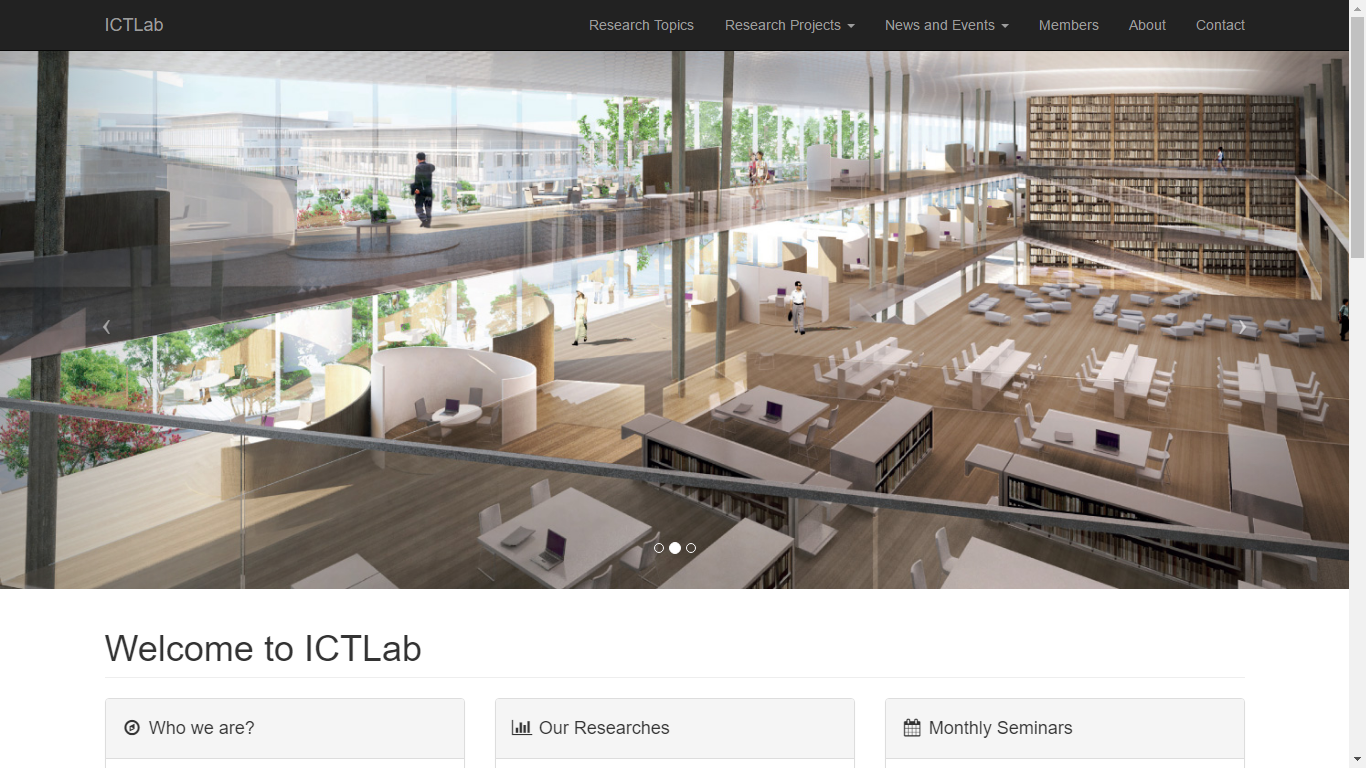 ICTLab
Research Topics
Research Projects
News and Events
Members
About
Contact
Welcome to ICTLab
Who we are?
Our Researches
Monthly Seminars